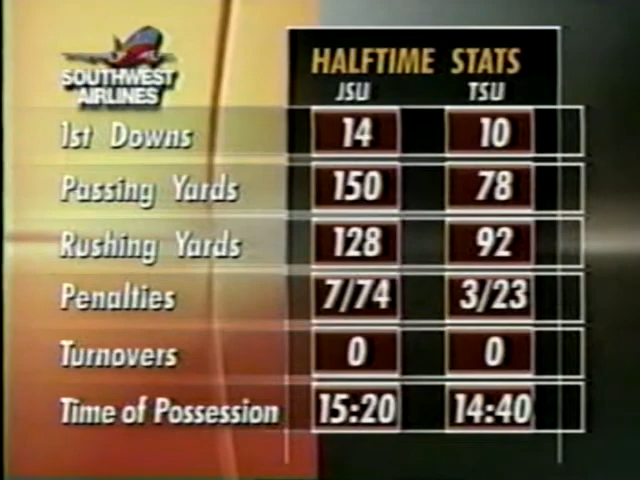 SOUTHWEST
AIRLINES
HALFTIME STATS
JSU TSU
1st Downs 14 10
Passing Yards 150 78
Rushing Yards 128 92
Penalties 7/74 3/23
Turnovers 0 0
Time of Possession 15:20 14:40